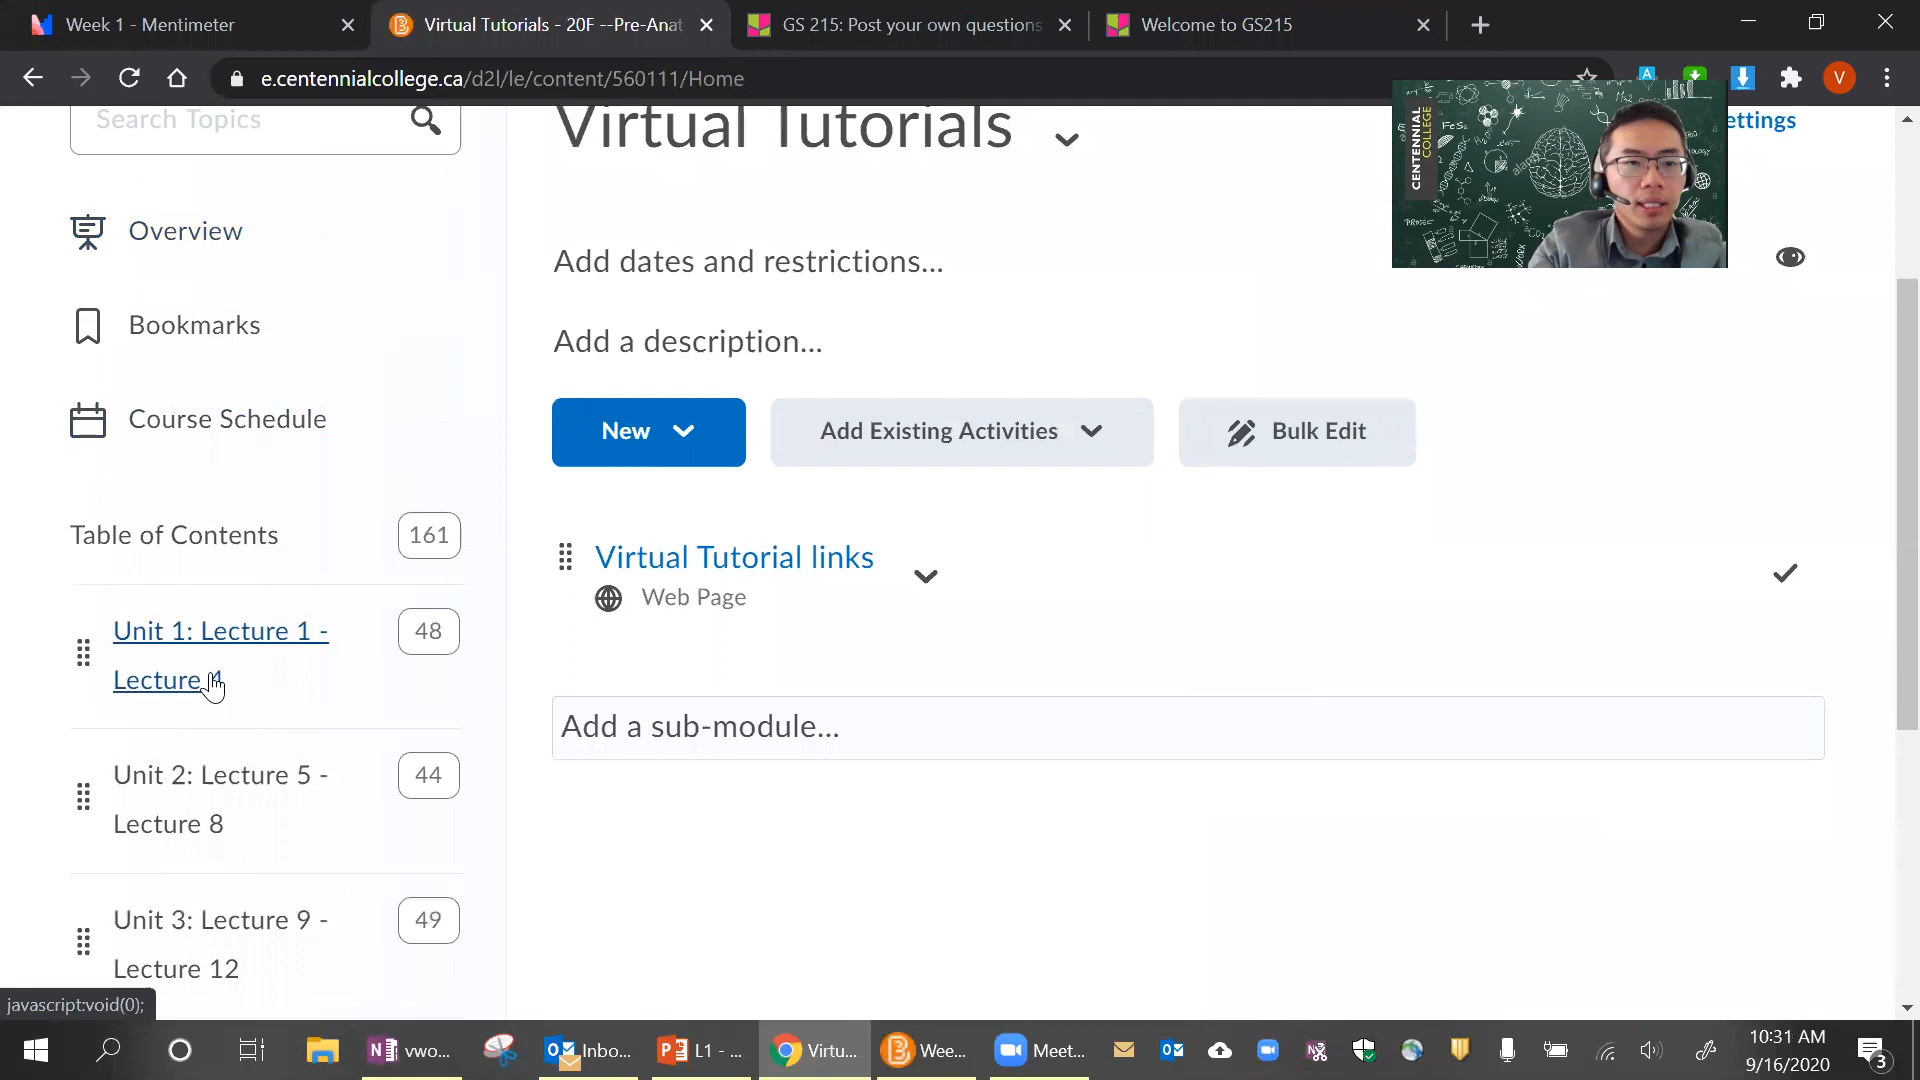 Week 1 - Mentimeter
Virtual Tutorials - 20F --Pre-Anat
GS 215: Post your own questions
Welcome to GS215
e.centennialcollege.ca/d2l/le/content/560111/Home
V
Search Topics
Virtual Tutorials
ettings
CENTENNIAL
COLLEGE
FeS₂
Overview
Add dates and restrictions...
Bookmarks
Add a description...
Course Schedule
New
Add Existing Activities
Bulk Edit
Table of Contents
161
Virtual Tutorial links
Web Page
Unit 1: Lecture 1 -
Lecture 4
48
Add a sub-module...
Unit 2: Lecture 5 -
Lecture 8
44
Unit 3: Lecture 9 -
Lecture 12
49
javascript:void(0);
vwo...
Inbo...
L1 - ...
Virtu...
Wee...
Meet...
10:31 AM
9/16/2020
3